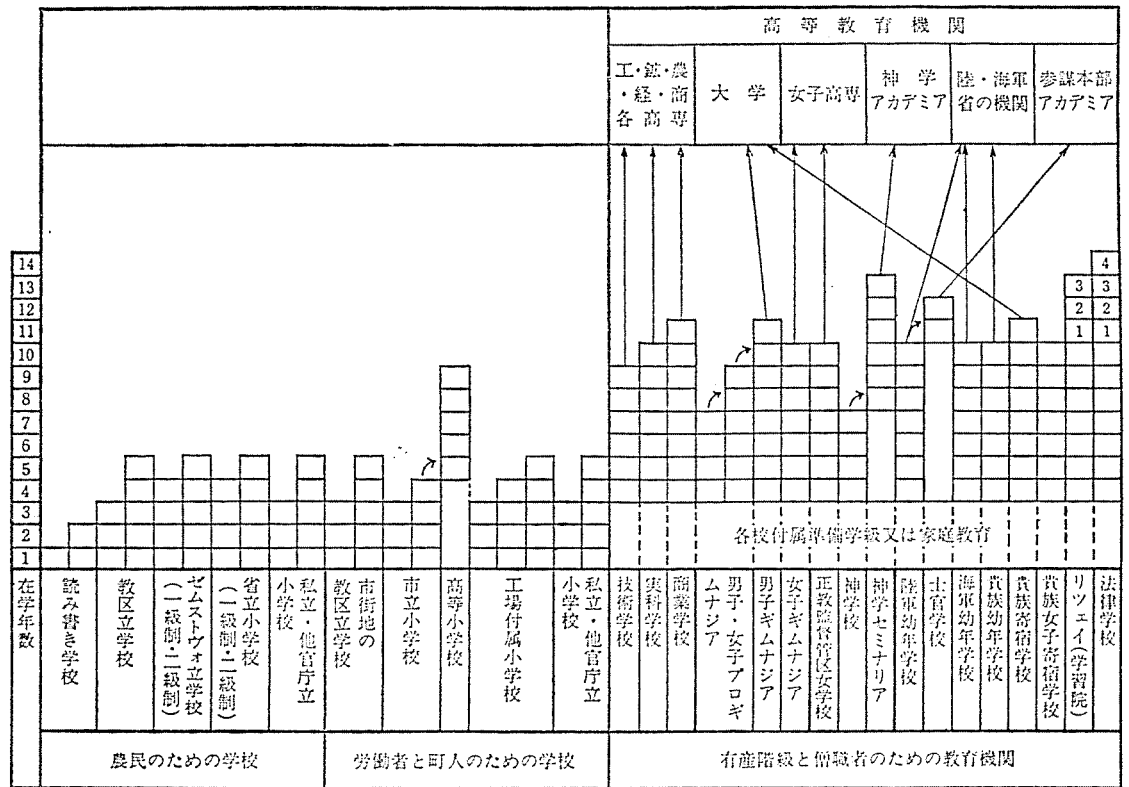 高等教育機関
工・鉱・農
・経・商
各高専
大学
女子高専
神学
アカデミア
陸・海軍
省の機関
参謀本部
アカデミア
14
13
12
11
10
9
8
7
6
5
4
3
2
1
3
2
1
4
3
2
1
各校付属準備学級又は家庭教育
在学年数
読み書き学校
教区立学校
ゼムストヴォ立学校
(一級制・二級制)
省立小学校
(一級制・二級制)
私立・他官庁立
小学校
市街地の
教区立学校
市立小学校
高等小学校
工場付属小学校
私立・他官庁立
小学校
技術学校
実科学校
商業学校
男子・女子プロギ
ムナジア
男子ギムナジア
女子ギムナジア
正教監督管区女学校
神学校
神学セミナリア
陸軍幼年学校
士官学校
海軍幼年学校
貴族幼年学校
貴族寄宿学校
貴族女子寄宿学校
リツェイ(学習院)
法律学校
農民のための学校
労働者と町人のための学校
有産階級と僧職者のための教育機関